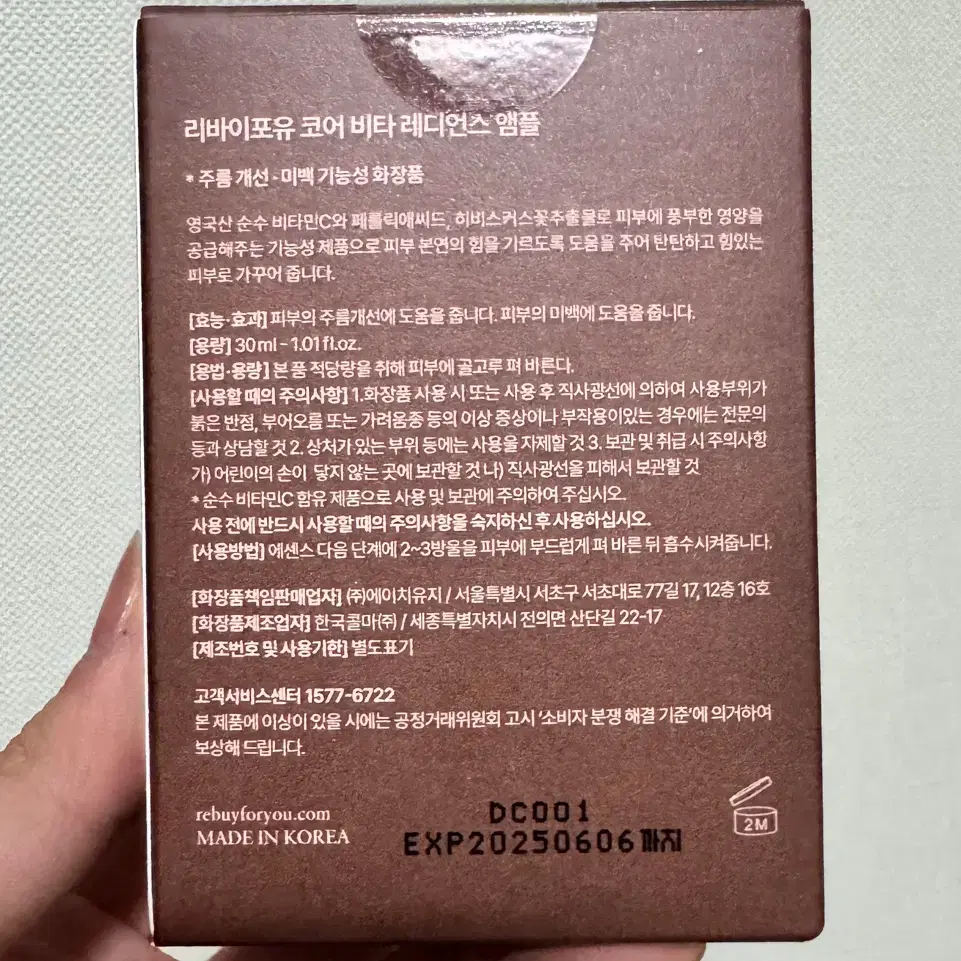 리바이포유 코어 비타 레디언스 앰플
* 주름 개선 · 미백 기능성 화장품
영국산 순수 비타민C와 페룰릭애씨드, 히비스커스꽃추출물로 피부에 풍부한 영양을
공급해주는 기능성 제품으로 피부 본연의 힘을 기르도록 도움을 주어 탄탄하고 힘있는
피부로 가꾸어 줍니다.
[효능·효과] 피부의 주름개선에 도움을 줍니다. 피부의 미백에 도움을 줍니다.
[용량] 30ml - 1.01 fl.oz.
[용법·용량] 본품 적당량을 취해 피부에 골고루 펴 바른다.
[사용할 때의 주의사항] 1.화장품 사용 시 또는 사용 후 직사광선에 의하여 사용부위가
붉은 반점, 부어오름 또는 가려움증 등의 이상 증상이나 부작용이있는 경우에는 전문의
등과 상담할 것 2. 상처가 있는 부위 등에는 사용을 자제할 것 3. 보관 및 취급 시 주의사항
가) 어린이의 손이 닿지 않는 곳에 보관할 것 나) 직사광선을 피해서 보관할 것
* 순수 비타민C 함유 제품으로 사용 및 보관에 주의하여 주십시오.
사용 전에 반드시 사용할 때의 주의사항을 숙지하신 후 사용하십시오.
[사용방법] 에센스 다음 단계에 2~3방울을 피부에 부드럽게 펴 바른 뒤 흡수시켜줍니다.
[화장품책임판매업자] ㈜에이치유지 / 서울특별시 서초구 서초대로 77길 17, 12층 16호
[화장품제조업자] 한국콜마㈜ / 세종특별자치시 전의면 산단길 22-17
[제조번호 및 사용기한] 별도표기
고객서비스센터 1577-6722
본 제품에 이상이 있을 시에는 공정거래위원회 고시 '소비자 분쟁 해결 기준'에 의거하여
보상해 드립니다.
rebuyforyou.com
MADE IN KOREA
DC001
EXP20250606까지
2M